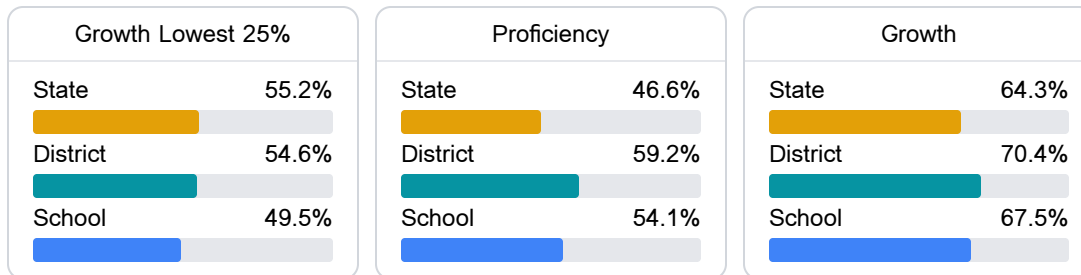 Growth Lowest 25%
State 55.2%
District 54.6%
School 49.5%
Proficiency
State 46.6%
District 59.2%
School 54.1%
Growth
State 64.3%
District 70.4%
School 67.5%